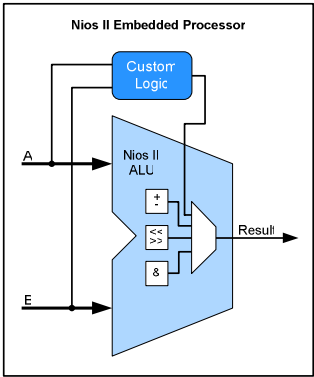 Nios II Embedded Processor
Custom
Logic
A
Nios II
ALU
+
-
<<
>>
Result
&
B